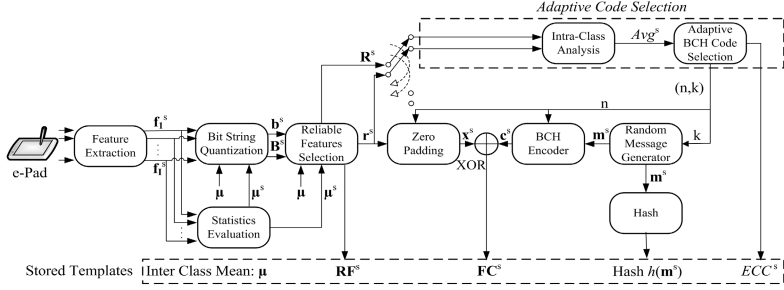 Adaptive Code Selection
Intra-Class Analysis
Avg^s
Adaptive BCH Code Selection
R^s
(n,k)
n
f_1^s
b^s
B^s
r^s
x^s
c^s
m^s
k
e-Pad
Feature Extraction
Bit String Quantization
Reliable Features Selection
Zero Padding
XOR
BCH Encoder
Random Message Generator
f_I^s
μ
μ^s
μ
μ^s
m^s
Statistics Evaluation
Hash
Stored Templates
Inter Class Mean: μ
RF^s
FC^s
Hash h(m^s)
ECC^s